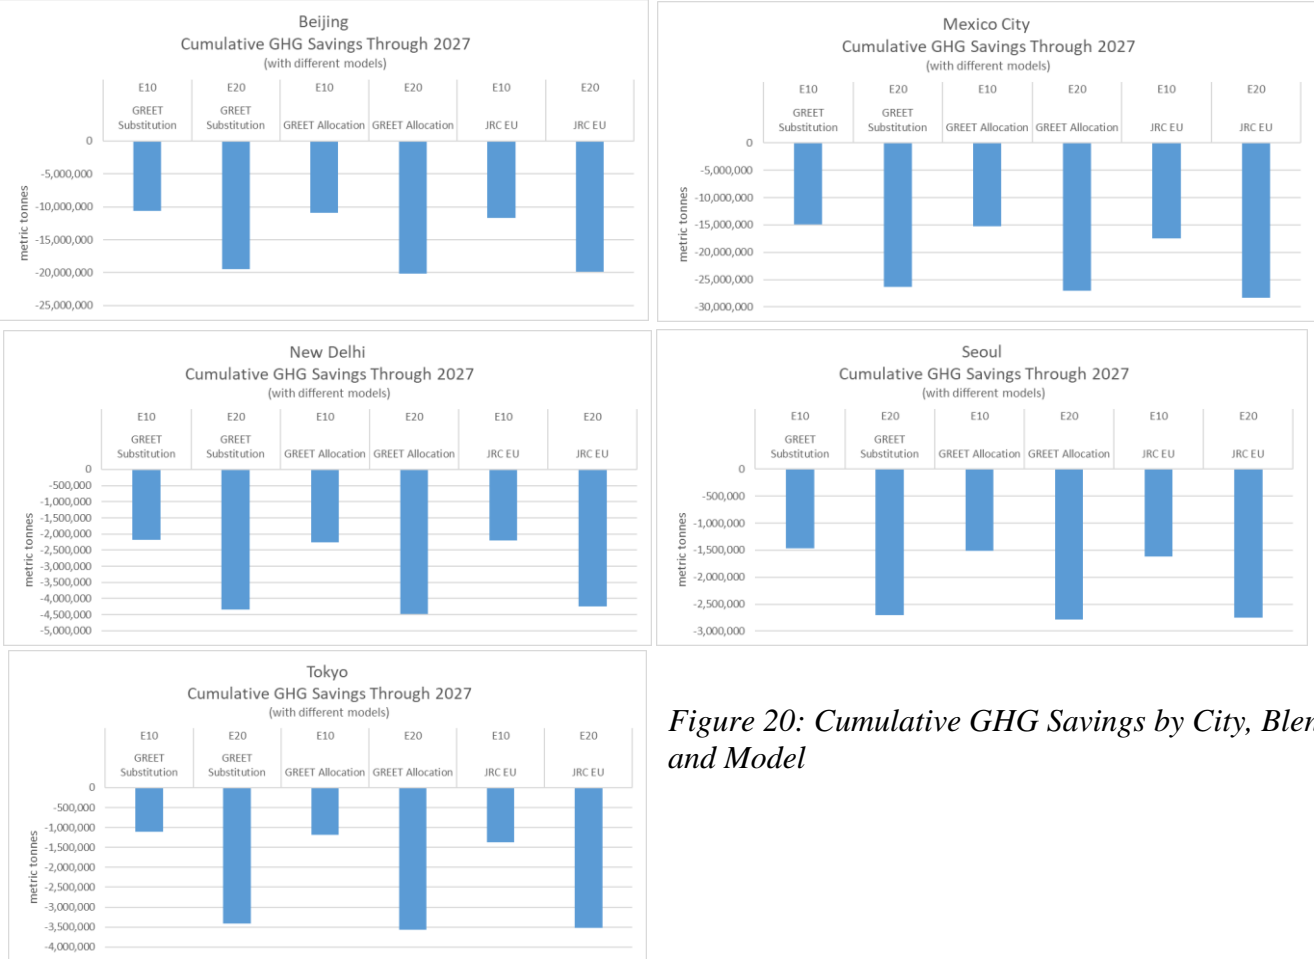 Beijing
Cumulative GHG Savings Through 2027
(with different models)
E10 E20 E10 E20 E10 E20
GREET GREET
Substitution Substitution GREET Allocation GREET Allocation JRC EU JRC EU
0
-5,000,000
-10,000,000
-15,000,000
-20,000,000
-25,000,000
metric tonnes
Mexico City
Cumulative GHG Savings Through 2027
(with different models)
E10 E20 E10 E20 E10 E20
GREET GREET
Substitution Substitution GREET Allocation GREET Allocation JRC EU JRC EU
0
-5,000,000
-10,000,000
-15,000,000
-20,000,000
-25,000,000
-30,000,000
metric tonnes
New Delhi
Cumulative GHG Savings Through 2027
(with different models)
E10 E20 E10 E20 E10 E20
GREET GREET
Substitution Substitution GREET Allocation GREET Allocation JRC EU JRC EU
0
-500,000
-1,000,000
-1,500,000
-2,000,000
-2,500,000
-3,000,000
-3,500,000
-4,000,000
-4,500,000
-5,000,000
metric tonnes
Seoul
Cumulative GHG Savings Through 2027
(with different models)
E10 E20 E10 E20 E10 E20
GREET GREET
Substitution Substitution GREET Allocation GREET Allocation JRC EU JRC EU
0
-500,000
-1,000,000
-1,500,000
-2,000,000
-2,500,000
-3,000,000
metric tonnes
Tokyo
Cumulative GHG Savings Through 2027
(with different models)
E10 E20 E10 E20 E10 E20
GREET GREET
Substitution Substitution GREET Allocation GREET Allocation JRC EU JRC EU
0
-500,000
-1,000,000
-1,500,000
-2,000,000
-2,500,000
-3,000,000
-3,500,000
-4,000,000
metric tonnes
Figure 20: Cumulative GHG Savings by City,
and Model